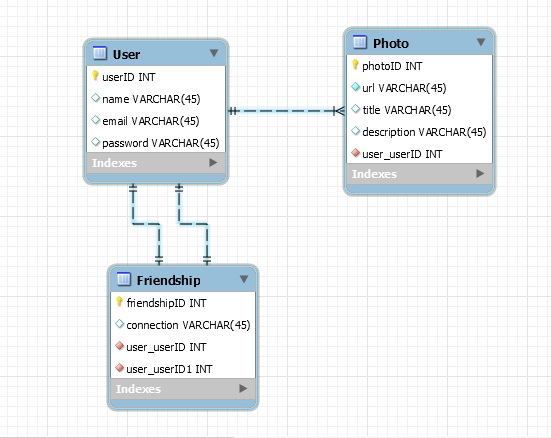 User
userID INT
name VARCHAR(45)
email VARCHAR(45)
password VARCHAR(45)
Indexes
Photo
photoID INT
url VARCHAR(45)
title VARCHAR(45)
description VARCHAR(45)
user_userID INT
Indexes
Friendship
friendshipID INT
connection VARCHAR(45)
user_userID INT
user_userID1 INT
Indexes